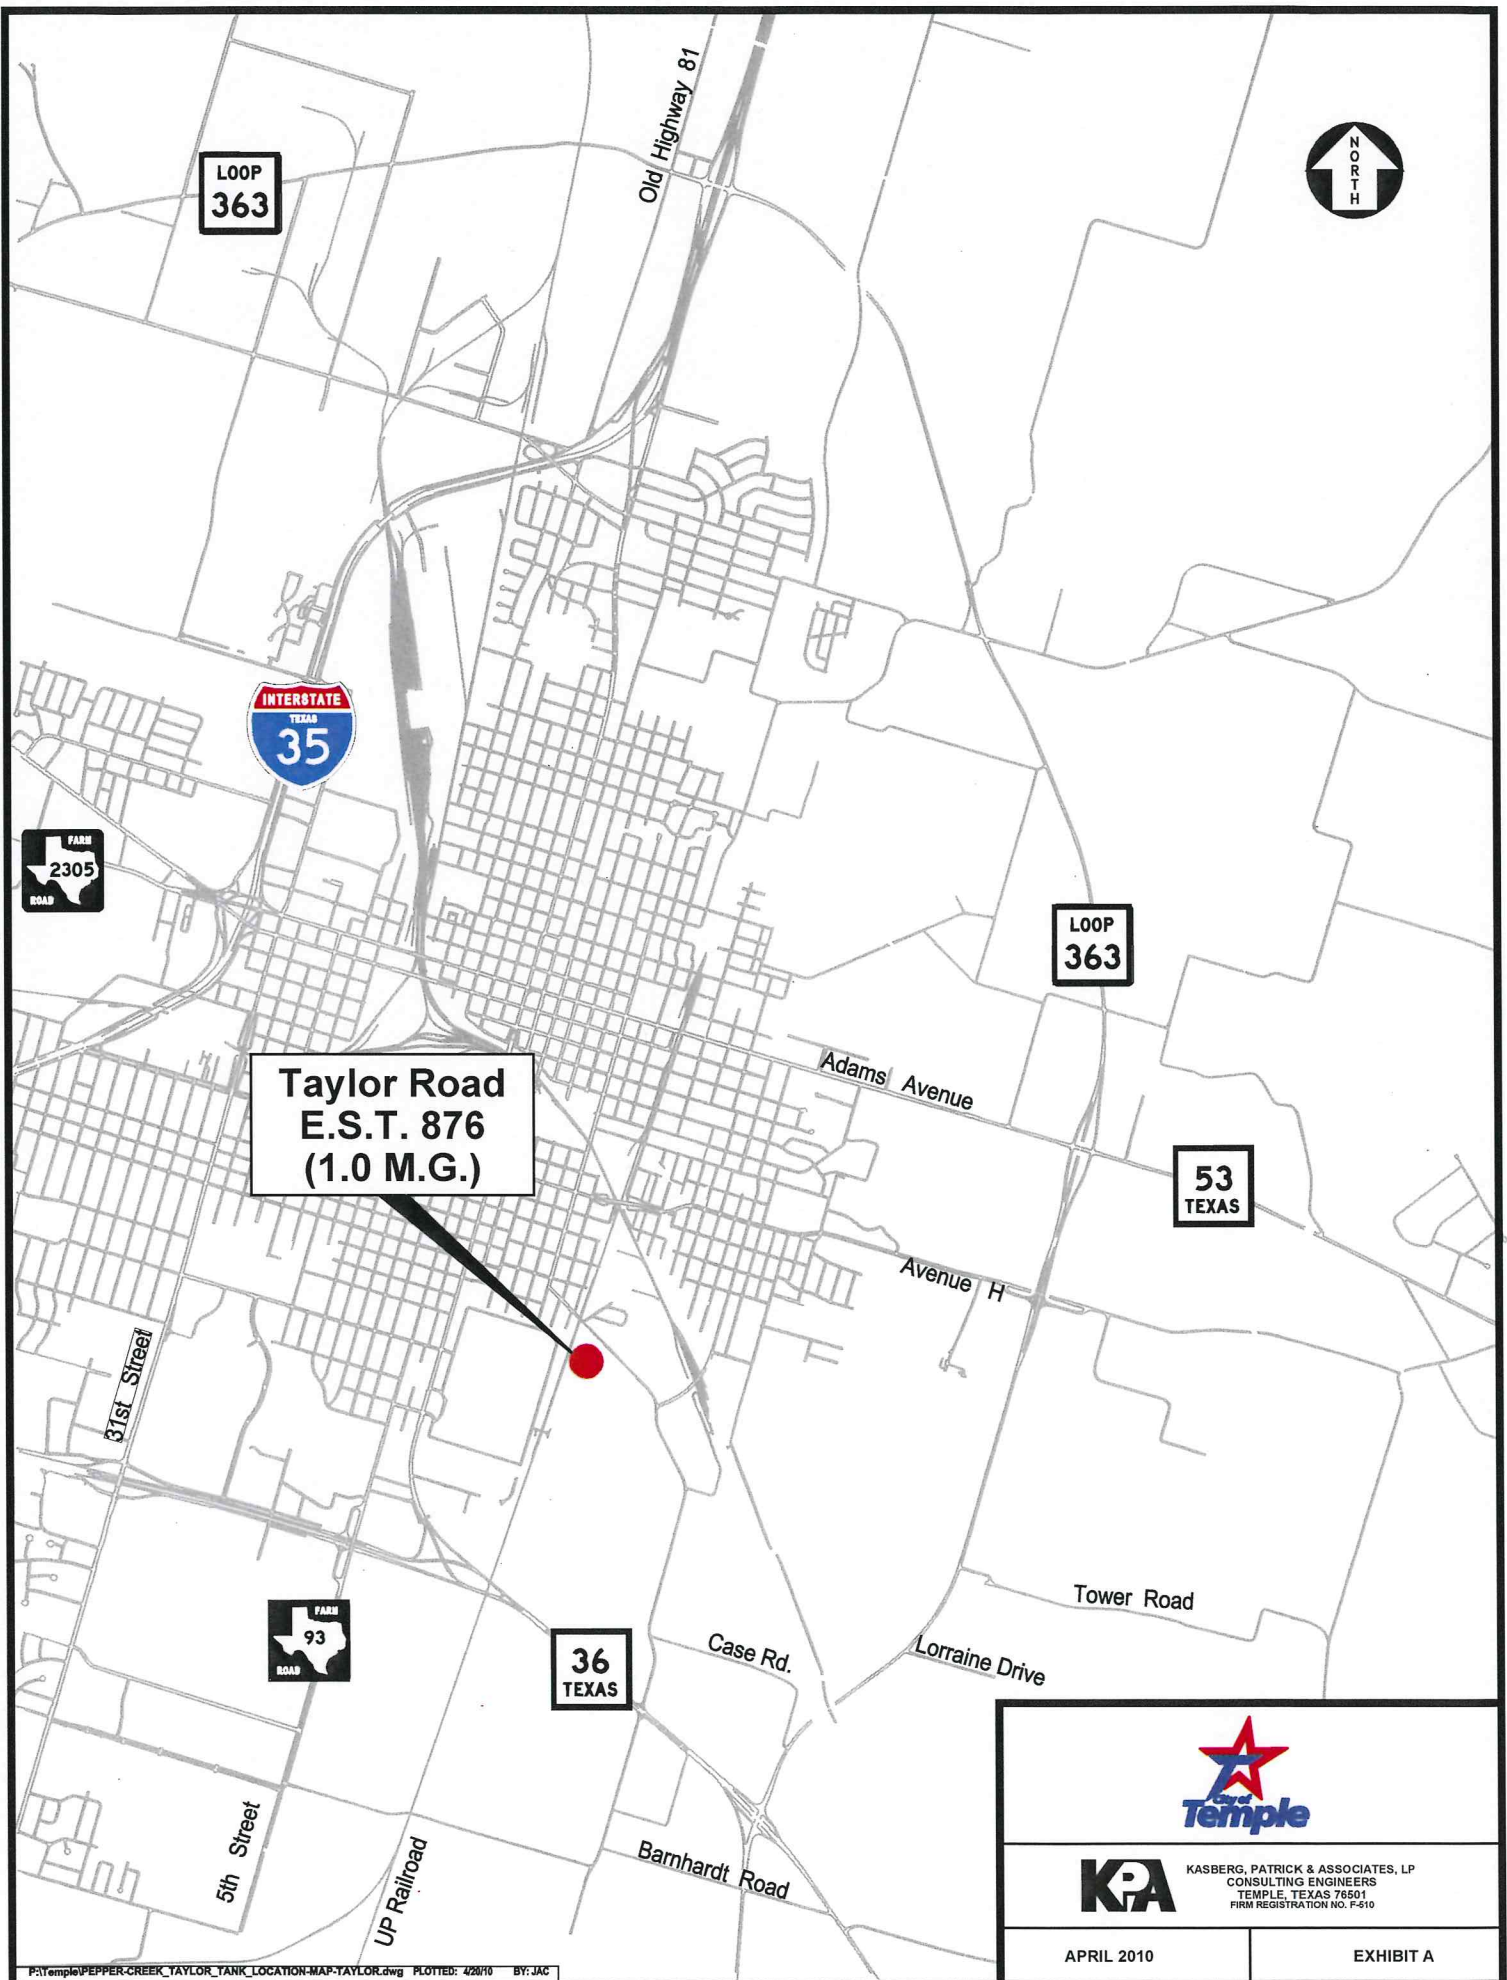 Old Highway 81
NORTH
LOOP
363
INTERSTATE
TEXAS
35
FARM
2305
ROAD
LOOP
363
Taylor Road
E.S.T. 876
(1.0 M.G.)
Adams Avenue
53
TEXAS
Avenue H
31st Street
FARM
93
ROAD
36
TEXAS
Case Rd.
Tower Road
Lorraine Drive
5th Street
UP Railroad
Barnhardt Road
City of
Temple
KPA
KASBERG, PATRICK & ASSOCIATES, LP
CONSULTING ENGINEERS
TEMPLE, TEXAS 76501
FIRM REGISTRATION NO. F-510
APRIL 2010
EXHIBIT A
P:\Temple\PEPPER-CREEK_TAYLOR_TANK_LOCATION-MAP-TAYLOR.dwg PLOTTED: 4/20/10 BY: JAC